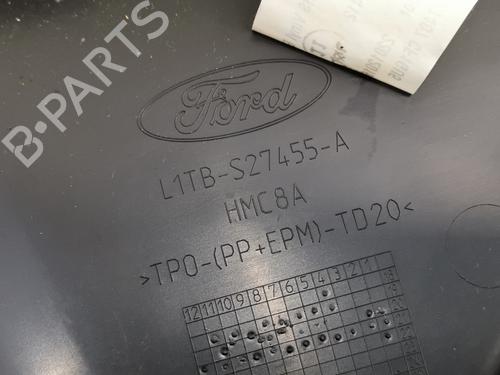 B-PARTS
Ford
L1TB-S27455-A
HMC8A
>TPO-(PP+EPM)-TD20<
12 11 10 9 8 7 6 5 4 3 2 1